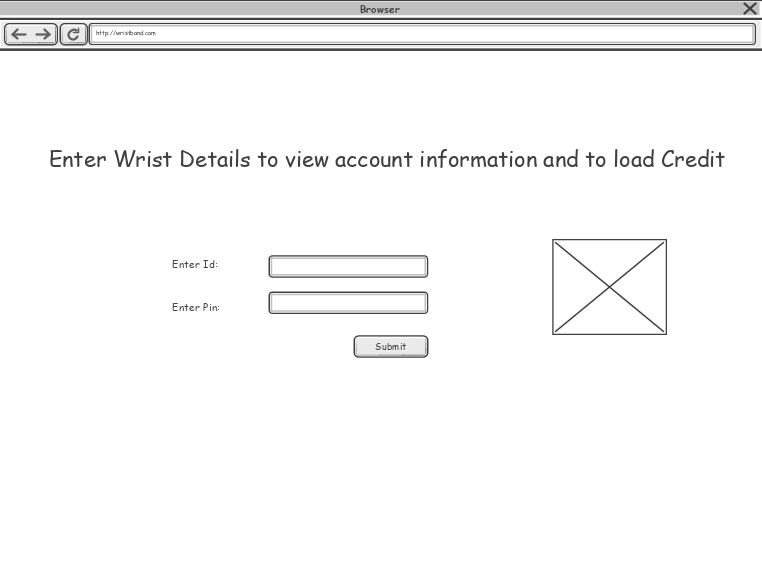 Browser
http://wristband.com
Enter Wrist Details to view account information and to load Credit
Enter Id:
Enter Pin:
Submit